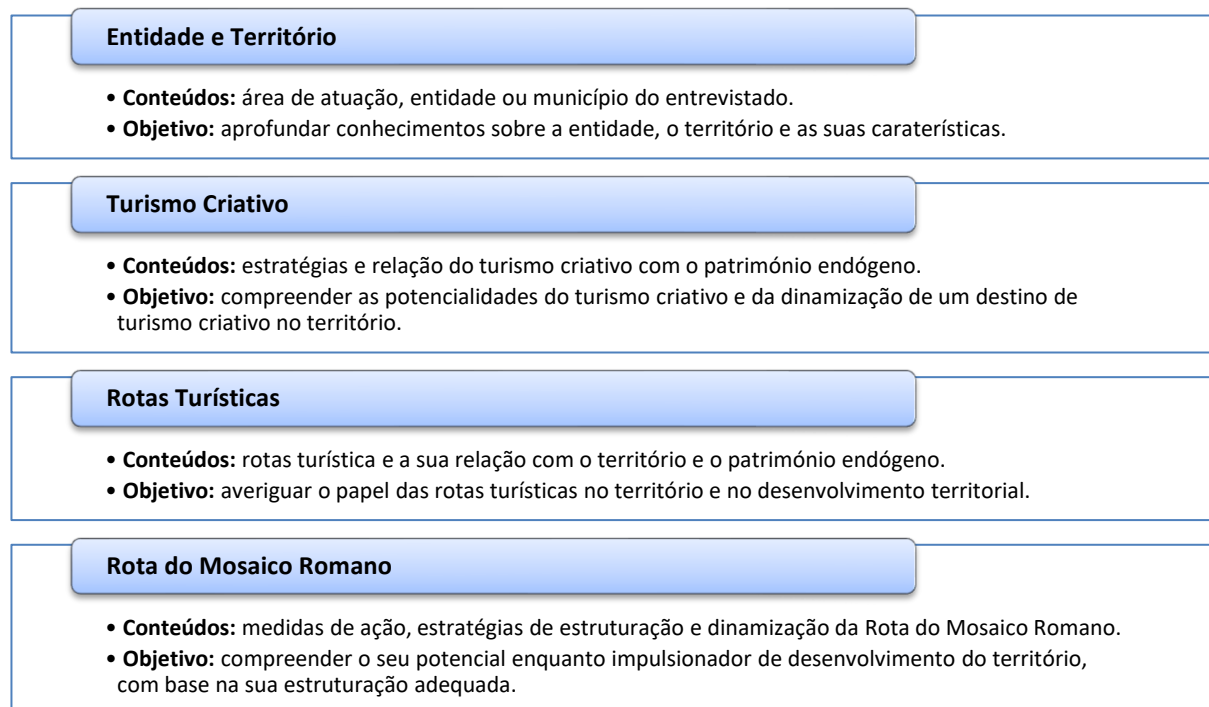 Entidade e Território
• Conteúdos: área de atuação, entidade ou município do entrevistado.
• Objetivo: aprofundar conhecimentos sobre a entidade, o território e as suas caraterísticas.
Turismo Criativo
• Conteúdos: estratégias e relação do turismo criativo com o património endógeno.
• Objetivo: compreender as potencialidades do turismo criativo e da dinamização de um destino de
turismo criativo no território.
Rotas Turísticas
• Conteúdos: rotas turística e a sua relação com o território e o património endógeno.
• Objetivo: averiguar o papel das rotas turísticas no território e no desenvolvimento territorial.
Rota do Mosaico Romano
• Conteúdos: medidas de ação, estratégias de estruturação e dinamização da Rota do Mosaico Romano.
• Objetivo: compreender o seu potencial enquanto impulsionador de desenvolvimento do território,
com base na sua estruturação adequada.